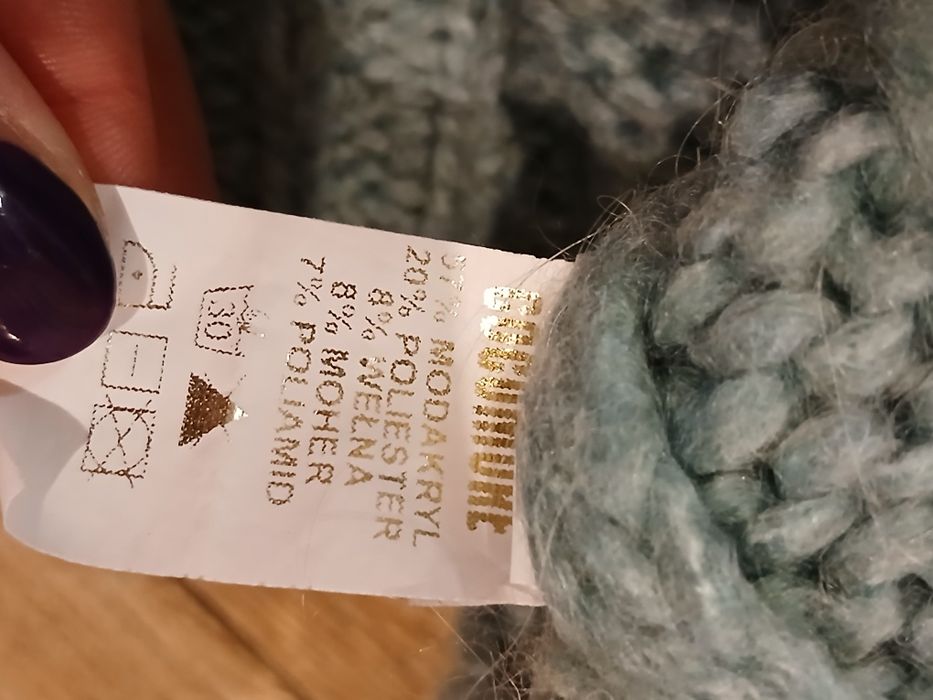 57% MODAKRYL
20% POLIESTER
8% WEŁNA
8% MOHER
7% POLIAMID
30